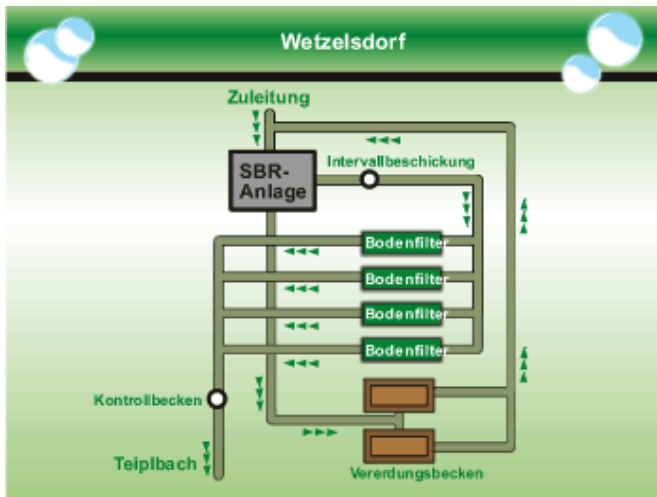 Wetzelsdorf
Zuleitung
SBR-
Anlage
Intervallbeschickung
Bodenfilter
Bodenfilter
Bodenfilter
Bodenfilter
Kontrollbecken
Teiplbach
Vererdungsbecken